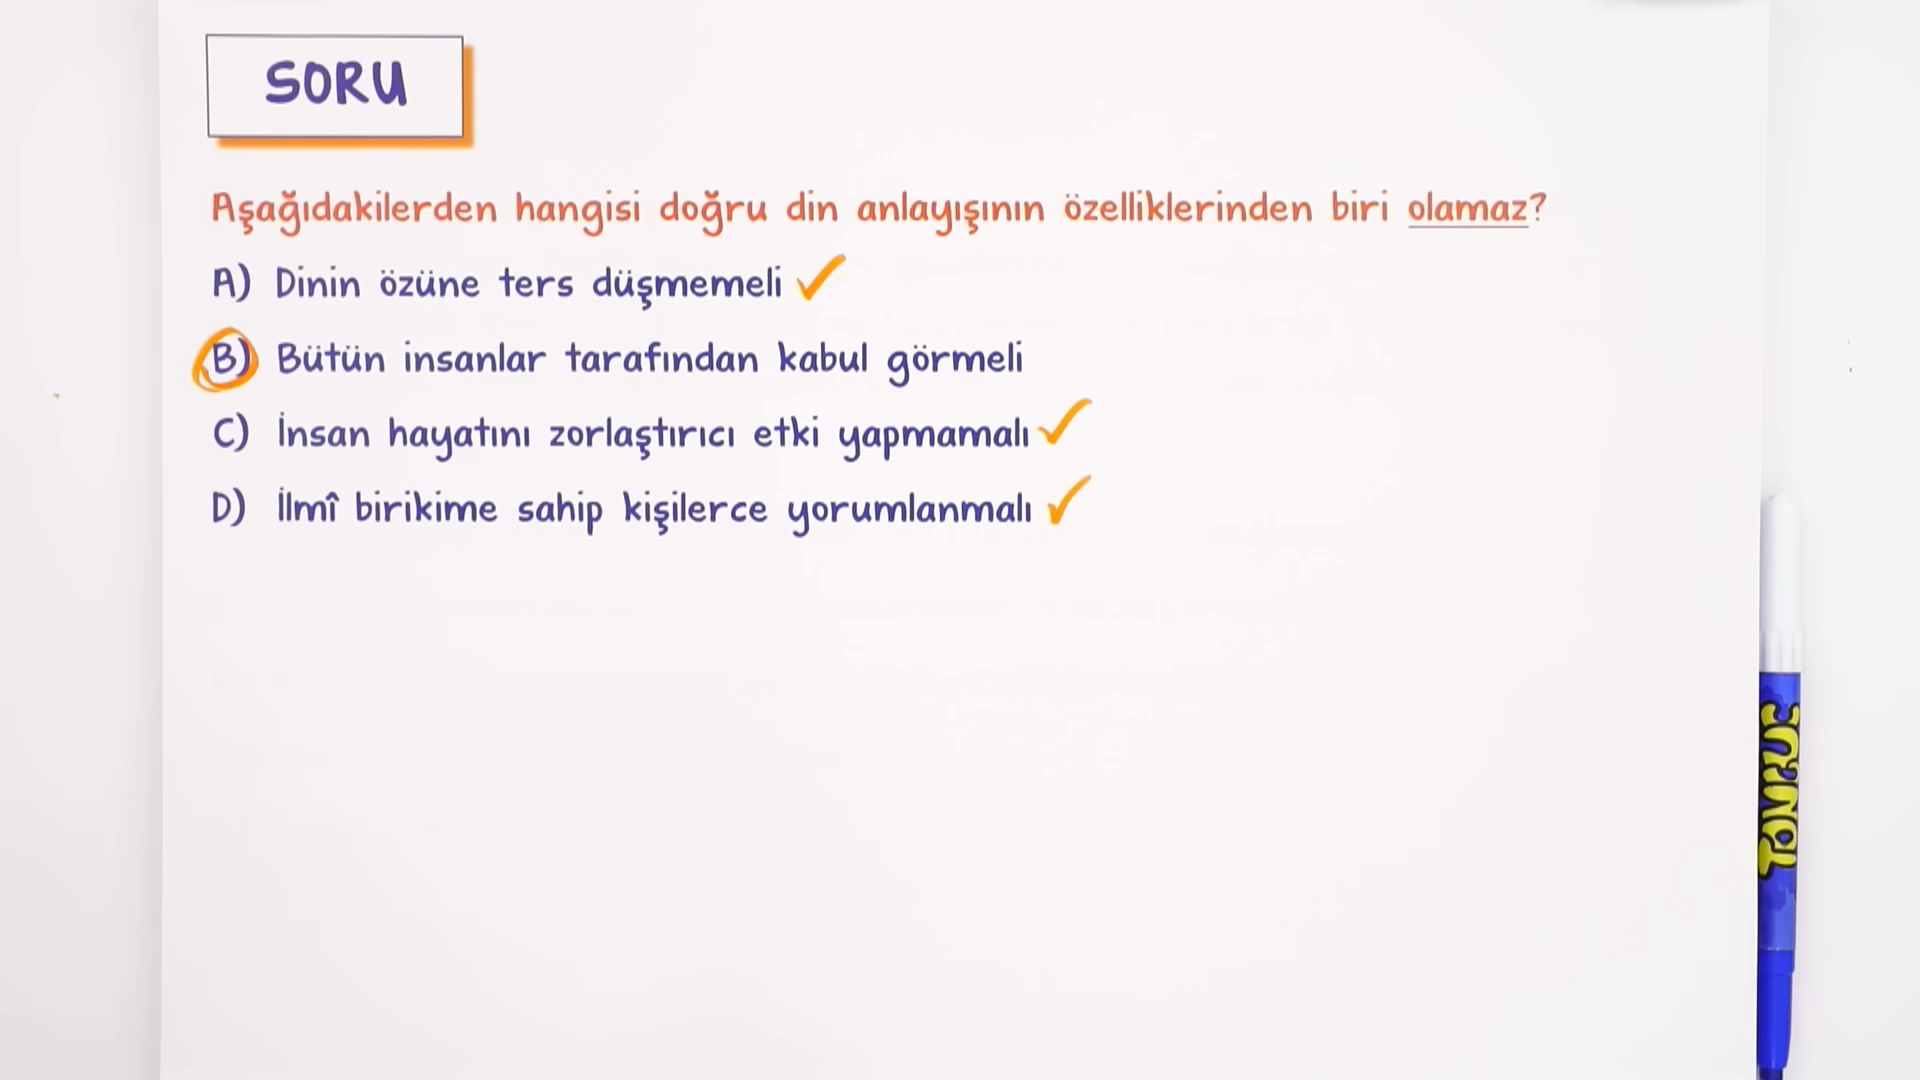 SORU
Aşağıdakilerden hangisi doğru din anlayışının özelliklerinden biri olamaz?
A) Dinin özüne ters düşmemeli
B) Bütün insanlar tarafından kabul görmeli
C) İnsan hayatını zorlaştırıcı etki yapmamalı
D) İlmî birikime sahip kişilerce yorumlanmalı
TONGUÇ